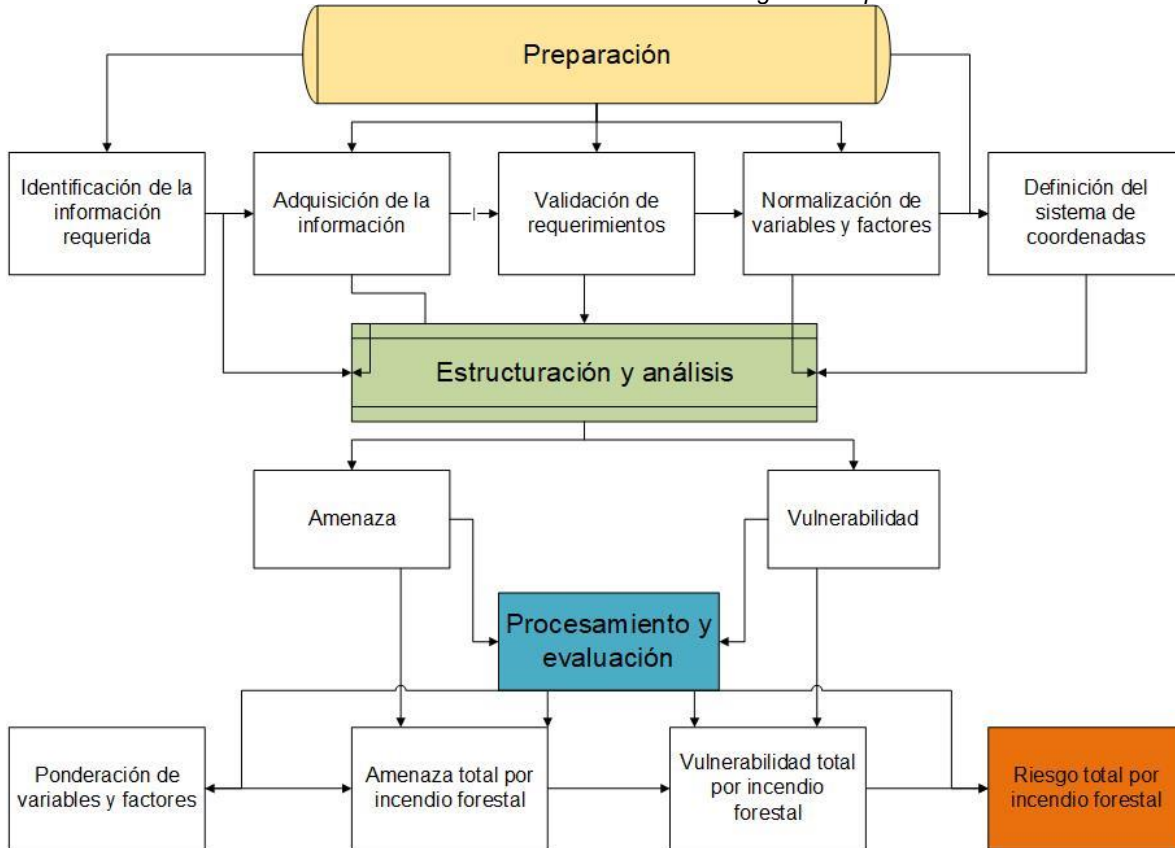 Preparación
Identificación de la
información
requerida
Adquisición de la
información
Validación de
requerimientos
Normalización de
variables y factores
Definición del
sistema de
coordenadas
Estructuración y análisis
Amenaza
Vulnerabilidad
Procesamiento y
evaluación
Ponderación de
variables y factores
Amenaza total por
incendio forestal
Vulnerabilidad total
por incendio
forestal
Riesgo total por
incendio forestal